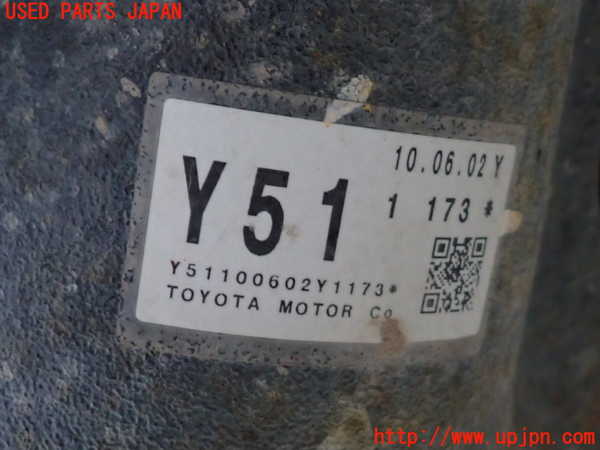 USED PARTS JAPAN
10.06.02 Y
Y51 1 173*
Y51100602Y1173*
TOYOTA MOTOR Co
http://www.upjpn.com/